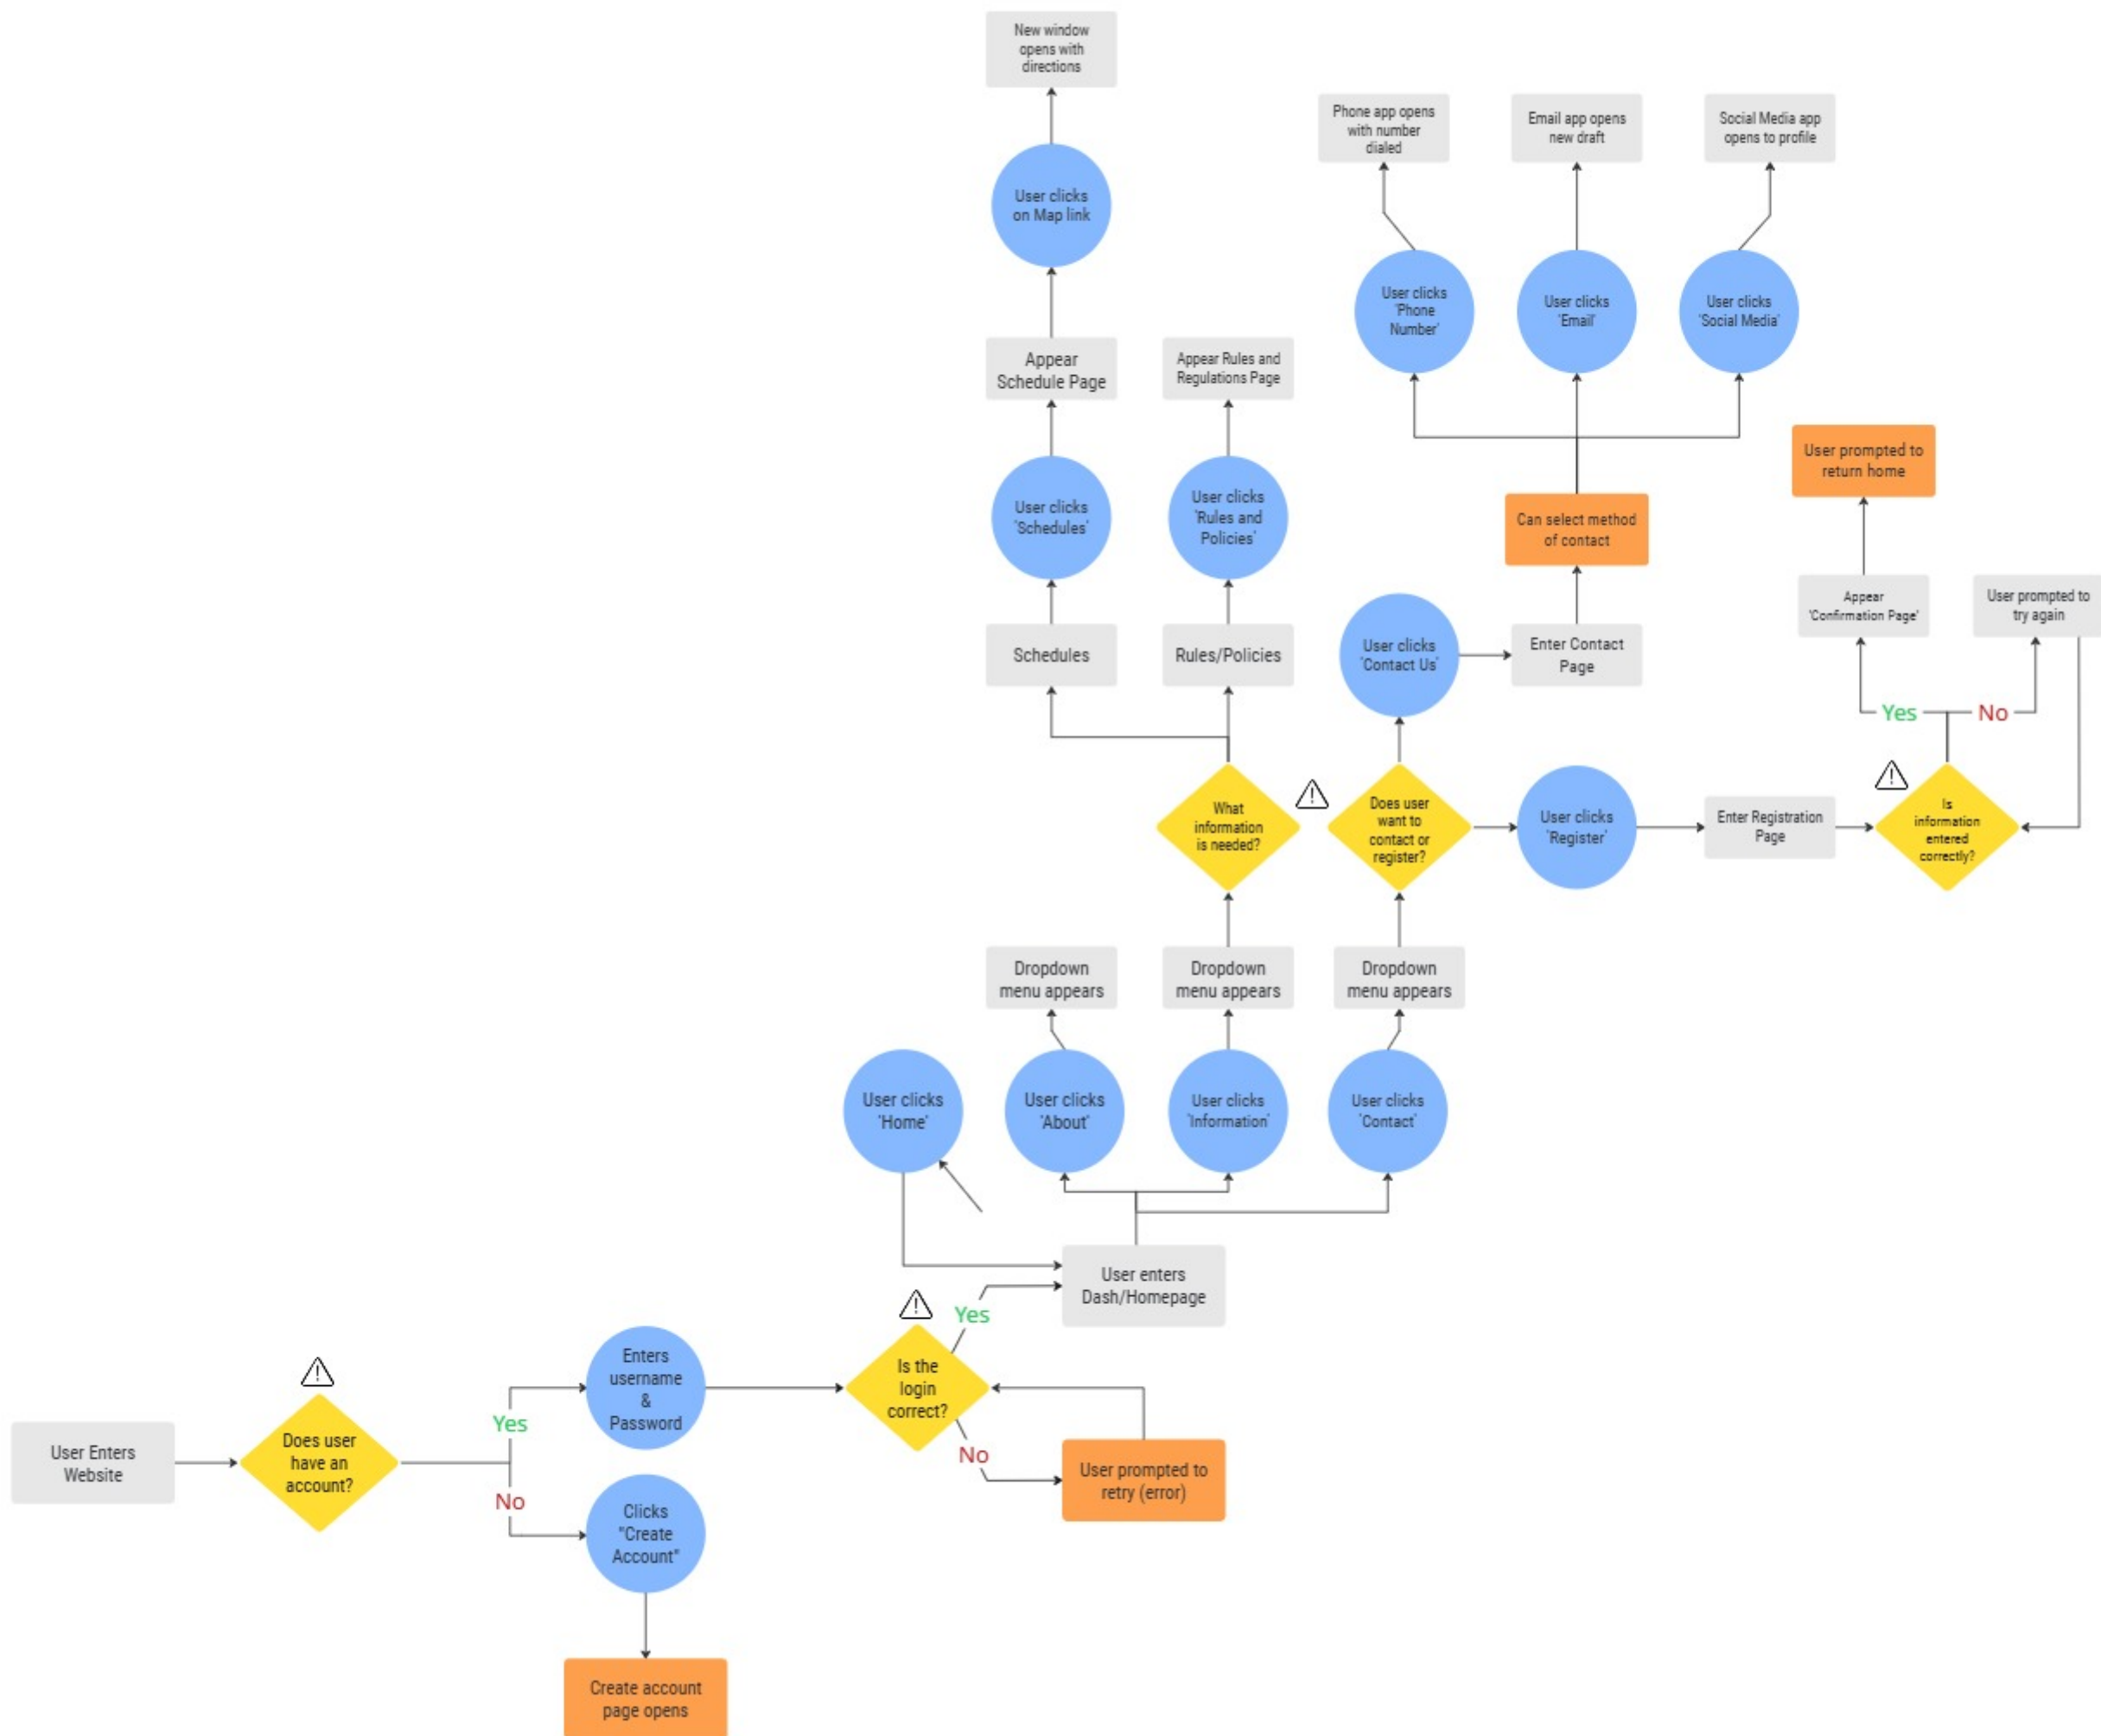 New window
opens with
directions
Phone app opens
with number
dialed
Email app opens
new draft
Social Media app
opens to profile
User clicks
on Map link
User clicks
'Phone
Number'
User clicks
'Email'
User clicks
'Social Media'
Appear
Schedule Page
Appear Rules and
Regulations Page
User prompted to
return home
User clicks
'Schedules'
User clicks
'Rules and
Policies'
Can select method
of contact
Appear
'Confirmation Page'
User prompted to
try again
Schedules
Rules/Policies
User clicks
'Contact Us'
Enter Contact
Page
Yes
No
What
information
is needed?
Does user
want to
contact or
register?
User clicks
'Register'
Enter Registration
Page
Is
information
entered
correctly?
Dropdown
menu appears
Dropdown
menu appears
Dropdown
menu appears
User clicks
'Home'
User clicks
'About'
User clicks
'Information'
User clicks
'Contact'
User enters
Dash/Homepage
Yes
Enters
username
&
Password
Is the
login
correct?
Yes
No
User Enters
Website
Does user
have an
account?
User prompted to
retry (error)
No
Clicks
"Create
Account"
Create account
page opens